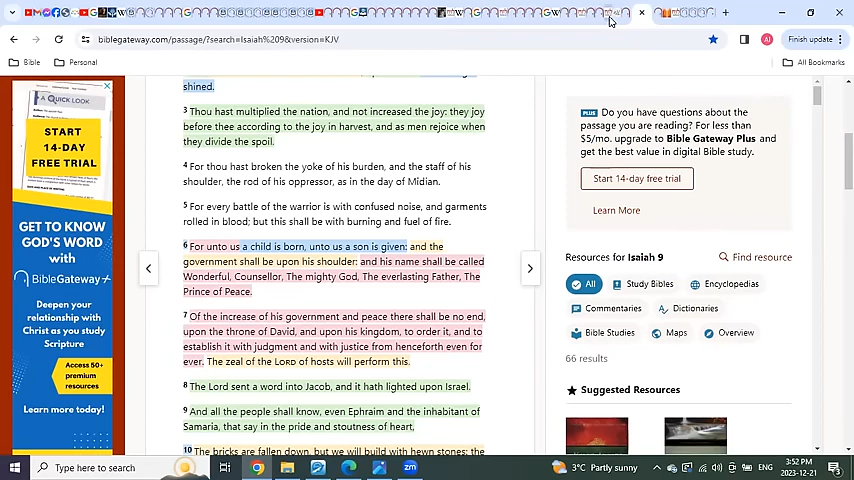 biblegateway.com/passage/?search=Isaiah%209&version=KJV
Finish update
Bible
Personal
All Bookmarks
shined.
3 Thou hast multiplied the nation, and not increased the joy: they joy
before thee according to the joy in harvest, and as men rejoice when
they divide the spoil.
4 For thou hast broken the yoke of his burden, and the staff of his
shoulder, the rod of his oppressor, as in the day of Midian.
5 For every battle of the warrior is with confused noise, and garments
rolled in blood; but this shall be with burning and fuel of fire.
6 For unto us a child is born, unto us a son is given: and the
government shall be upon his shoulder: and his name shall be called
Wonderful, Counsellor, The mighty God, The everlasting Father, The
Prince of Peace.
7 Of the increase of his government and peace there shall be no end,
upon the throne of David, and upon his kingdom, to order it, and to
establish it with judgment and with justice from henceforth even for
ever. The zeal of the LORD of hosts will perform this.
8 The Lord sent a word into Jacob, and it hath lighted upon Israel.
9 And all the people shall know, even Ephraim and the inhabitant of
Samaria, that say in the pride and stoutness of heart,
10 The bricks are fallen down, but we will build with hewn stones: the
A QUICK LOOK
START
14-DAY
FREE TRIAL
GET TO KNOW
GOD'S WORD
with
BibleGateway+
Deepen your
relationship with
Christ as you study
Scripture
Access 50+
premium
resources
Learn more today!
PLUS Do you have questions about the
passage you are reading? For less than
$5/mo. upgrade to Bible Gateway Plus and
get the best value in digital Bible study.
Start 14-day free trial
Learn More
Resources for Isaiah 9
Find resource
All
Study Bibles
Encyclopedias
Commentaries
Dictionaries
Bible Studies
Maps
Overview
66 results
Suggested Resources
Type here to search
zm
3°C Partly sunny
ENG
3:52 PM
2023-12-21
3